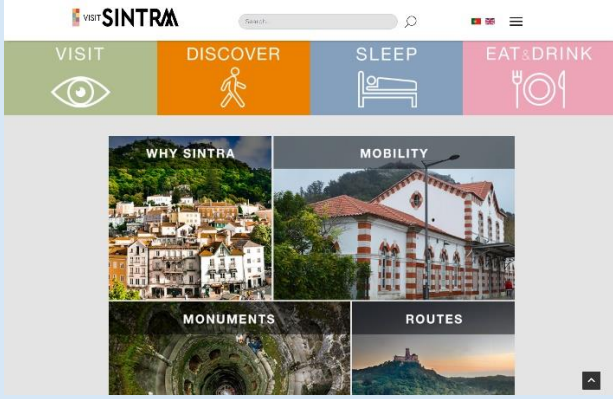 VISIT SINTRA
Search
VISIT
DISCOVER
SLEEP
EAT&DRINK
WHY SINTRA
MOBILITY
MONUMENTS
ROUTES